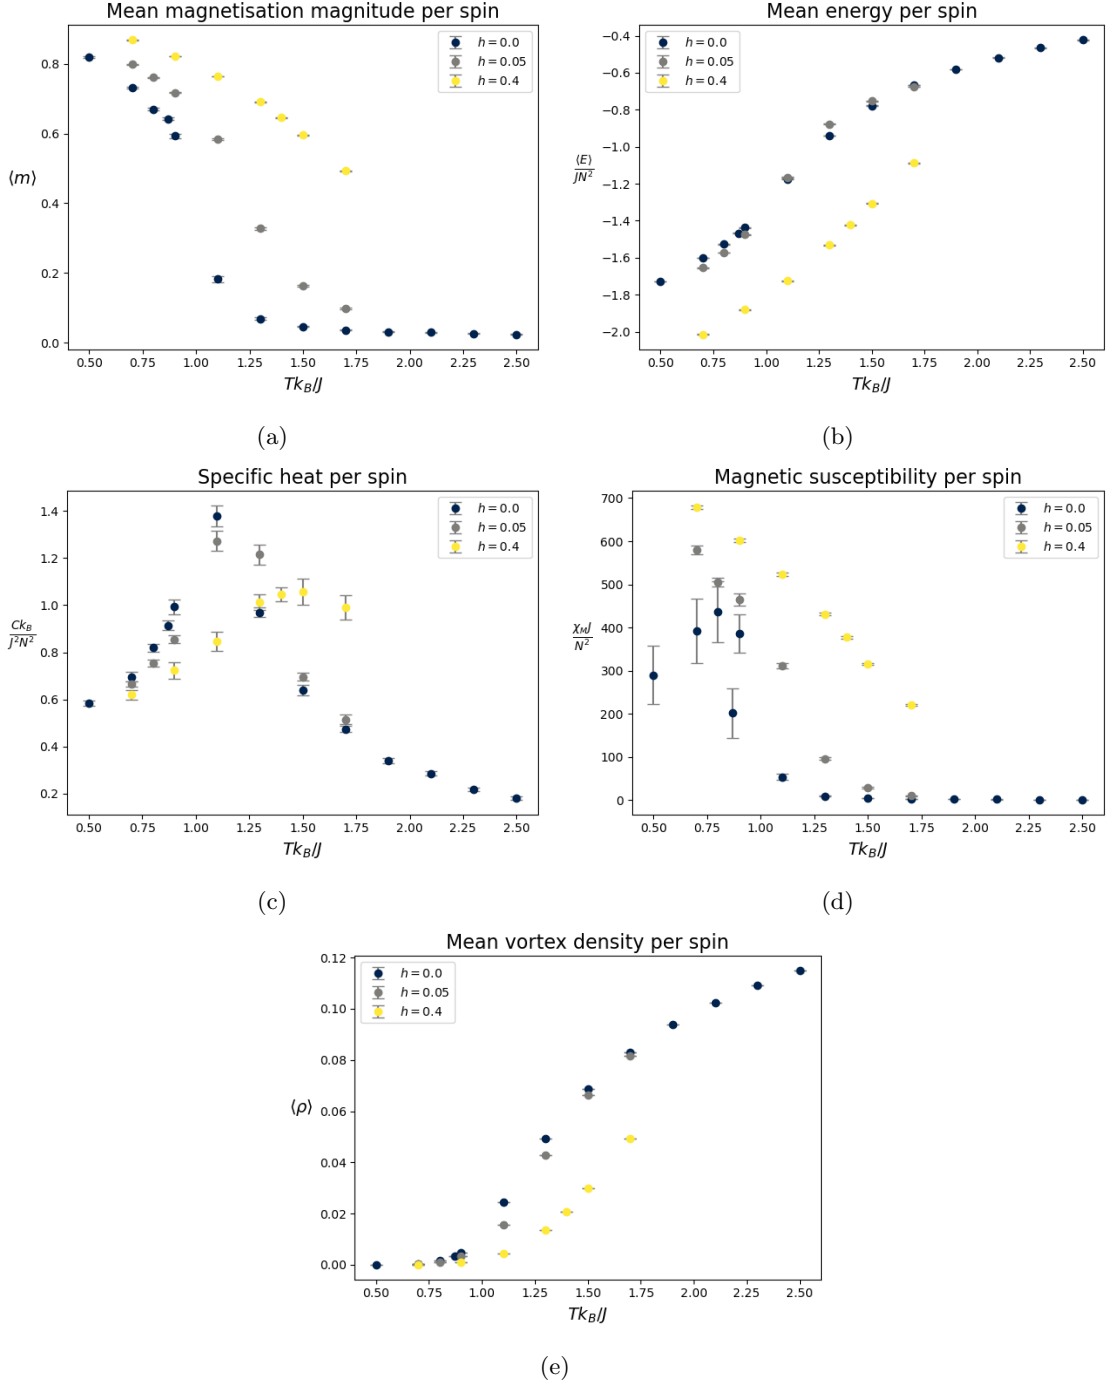 Mean magnetisation magnitude per spin
⟨m⟩
0.8
0.6
0.4
0.2
0.0
h = 0.0
h = 0.05
h = 0.4
0.50 0.75 1.00 1.25 1.50 1.75 2.00 2.25 2.50
Tk_B/J
(a)
Mean energy per spin
⟨E⟩/JN²
−0.4
−0.6
−0.8
−1.0
−1.2
−1.4
−1.6
−1.8
−2.0
h = 0.0
h = 0.05
h = 0.4
0.50 0.75 1.00 1.25 1.50 1.75 2.00 2.25 2.50
Tk_B/J
(b)
Specific heat per spin
Ck_B/J²N²
1.4
1.2
1.0
0.8
0.6
0.4
0.2
h = 0.0
h = 0.05
h = 0.4
0.50 0.75 1.00 1.25 1.50 1.75 2.00 2.25 2.50
Tk_B/J
(c)
Magnetic susceptibility per spin
χ_M J/N²
700
600
500
400
300
200
100
0
h = 0.0
h = 0.05
h = 0.4
0.50 0.75 1.00 1.25 1.50 1.75 2.00 2.25 2.50
Tk_B/J
(d)
Mean vortex density per spin
⟨ρ⟩
0.12
0.10
0.08
0.06
0.04
0.02
0.00
h = 0.0
h = 0.05
h = 0.4
0.50 0.75 1.00 1.25 1.50 1.75 2.00 2.25 2.50
Tk_B/J
(e)